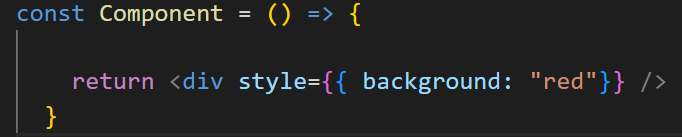 const Component = () => {
return <div style={{ background: "red"}} />
}